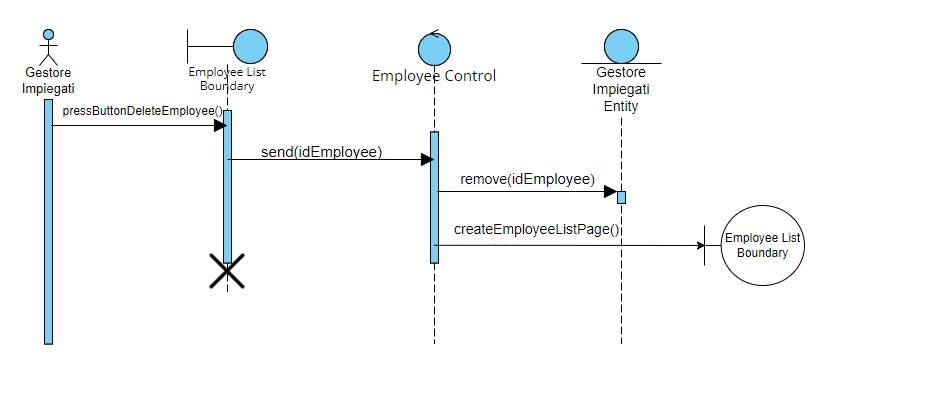 Gestore
Impiegati
Employee List
Boundary
Employee Control
Gestore
Impiegati
Entity
pressButtonDeleteEmployee()
send(idEmployee)
remove(idEmployee)
createEmployeeListPage()
Employee List
Boundary